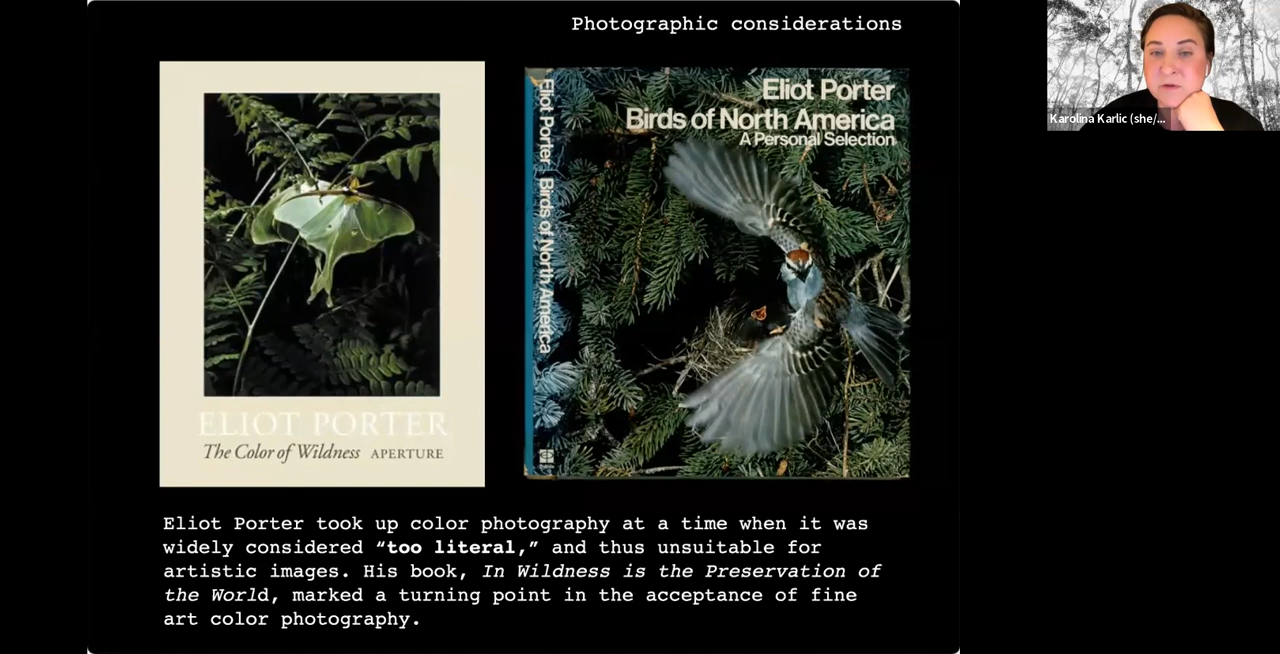 Photographic considerations
ELIOT PORTER
The Color of Wildness APERTURE
Eliot Porter Birds of North America
Eliot Porter
Birds of North America
A Personal Selection
Eliot Porter took up color photography at a time when it was
widely considered “too literal,” and thus unsuitable for
artistic images. His book, In Wildness is the Preservation of
the World, marked a turning point in the acceptance of fine
art color photography.
Karolina Karlic (she/...